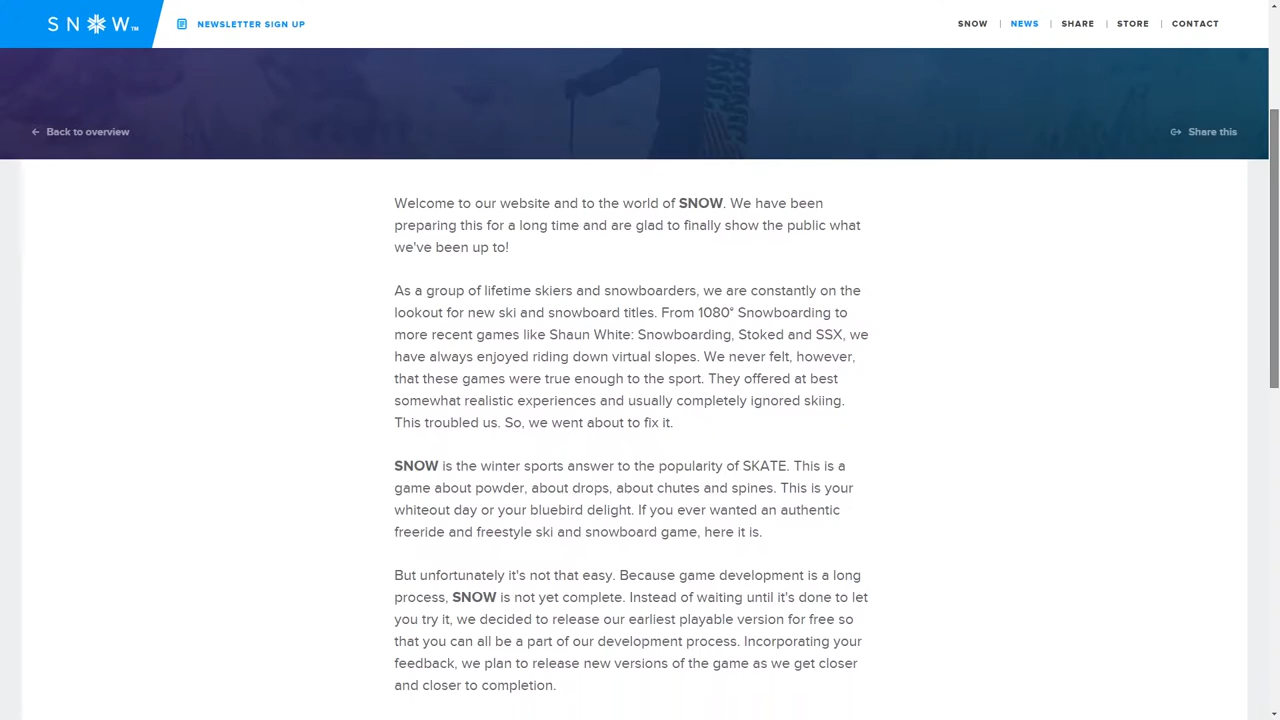 SNOW™
NEWSLETTER SIGN UP
SNOW
NEWS
SHARE
STORE
CONTACT
Back to overview
Share this
Welcome to our website and to the world of SNOW. We have been
preparing this for a long time and are glad to finally show the public what
we've been up to!
As a group of lifetime skiers and snowboarders, we are constantly on the
lookout for new ski and snowboard titles. From 1080° Snowboarding to
more recent games like Shaun White: Snowboarding, Stoked and SSX, we
have always enjoyed riding down virtual slopes. We never felt, however,
that these games were true enough to the sport. They offered at best
somewhat realistic experiences and usually completely ignored skiing.
This troubled us. So, we went about to fix it.
SNOW is the winter sports answer to the popularity of SKATE. This is a
game about powder, about drops, about chutes and spines. This is your
whiteout day or your bluebird delight. If you ever wanted an authentic
freeride and freestyle ski and snowboard game, here it is.
But unfortunately it's not that easy. Because game development is a long
process, SNOW is not yet complete. Instead of waiting until it's done to let
you try it, we decided to release our earliest playable version for free so
that you can all be a part of our development process. Incorporating your
feedback, we plan to release new versions of the game as we get closer
and closer to completion.